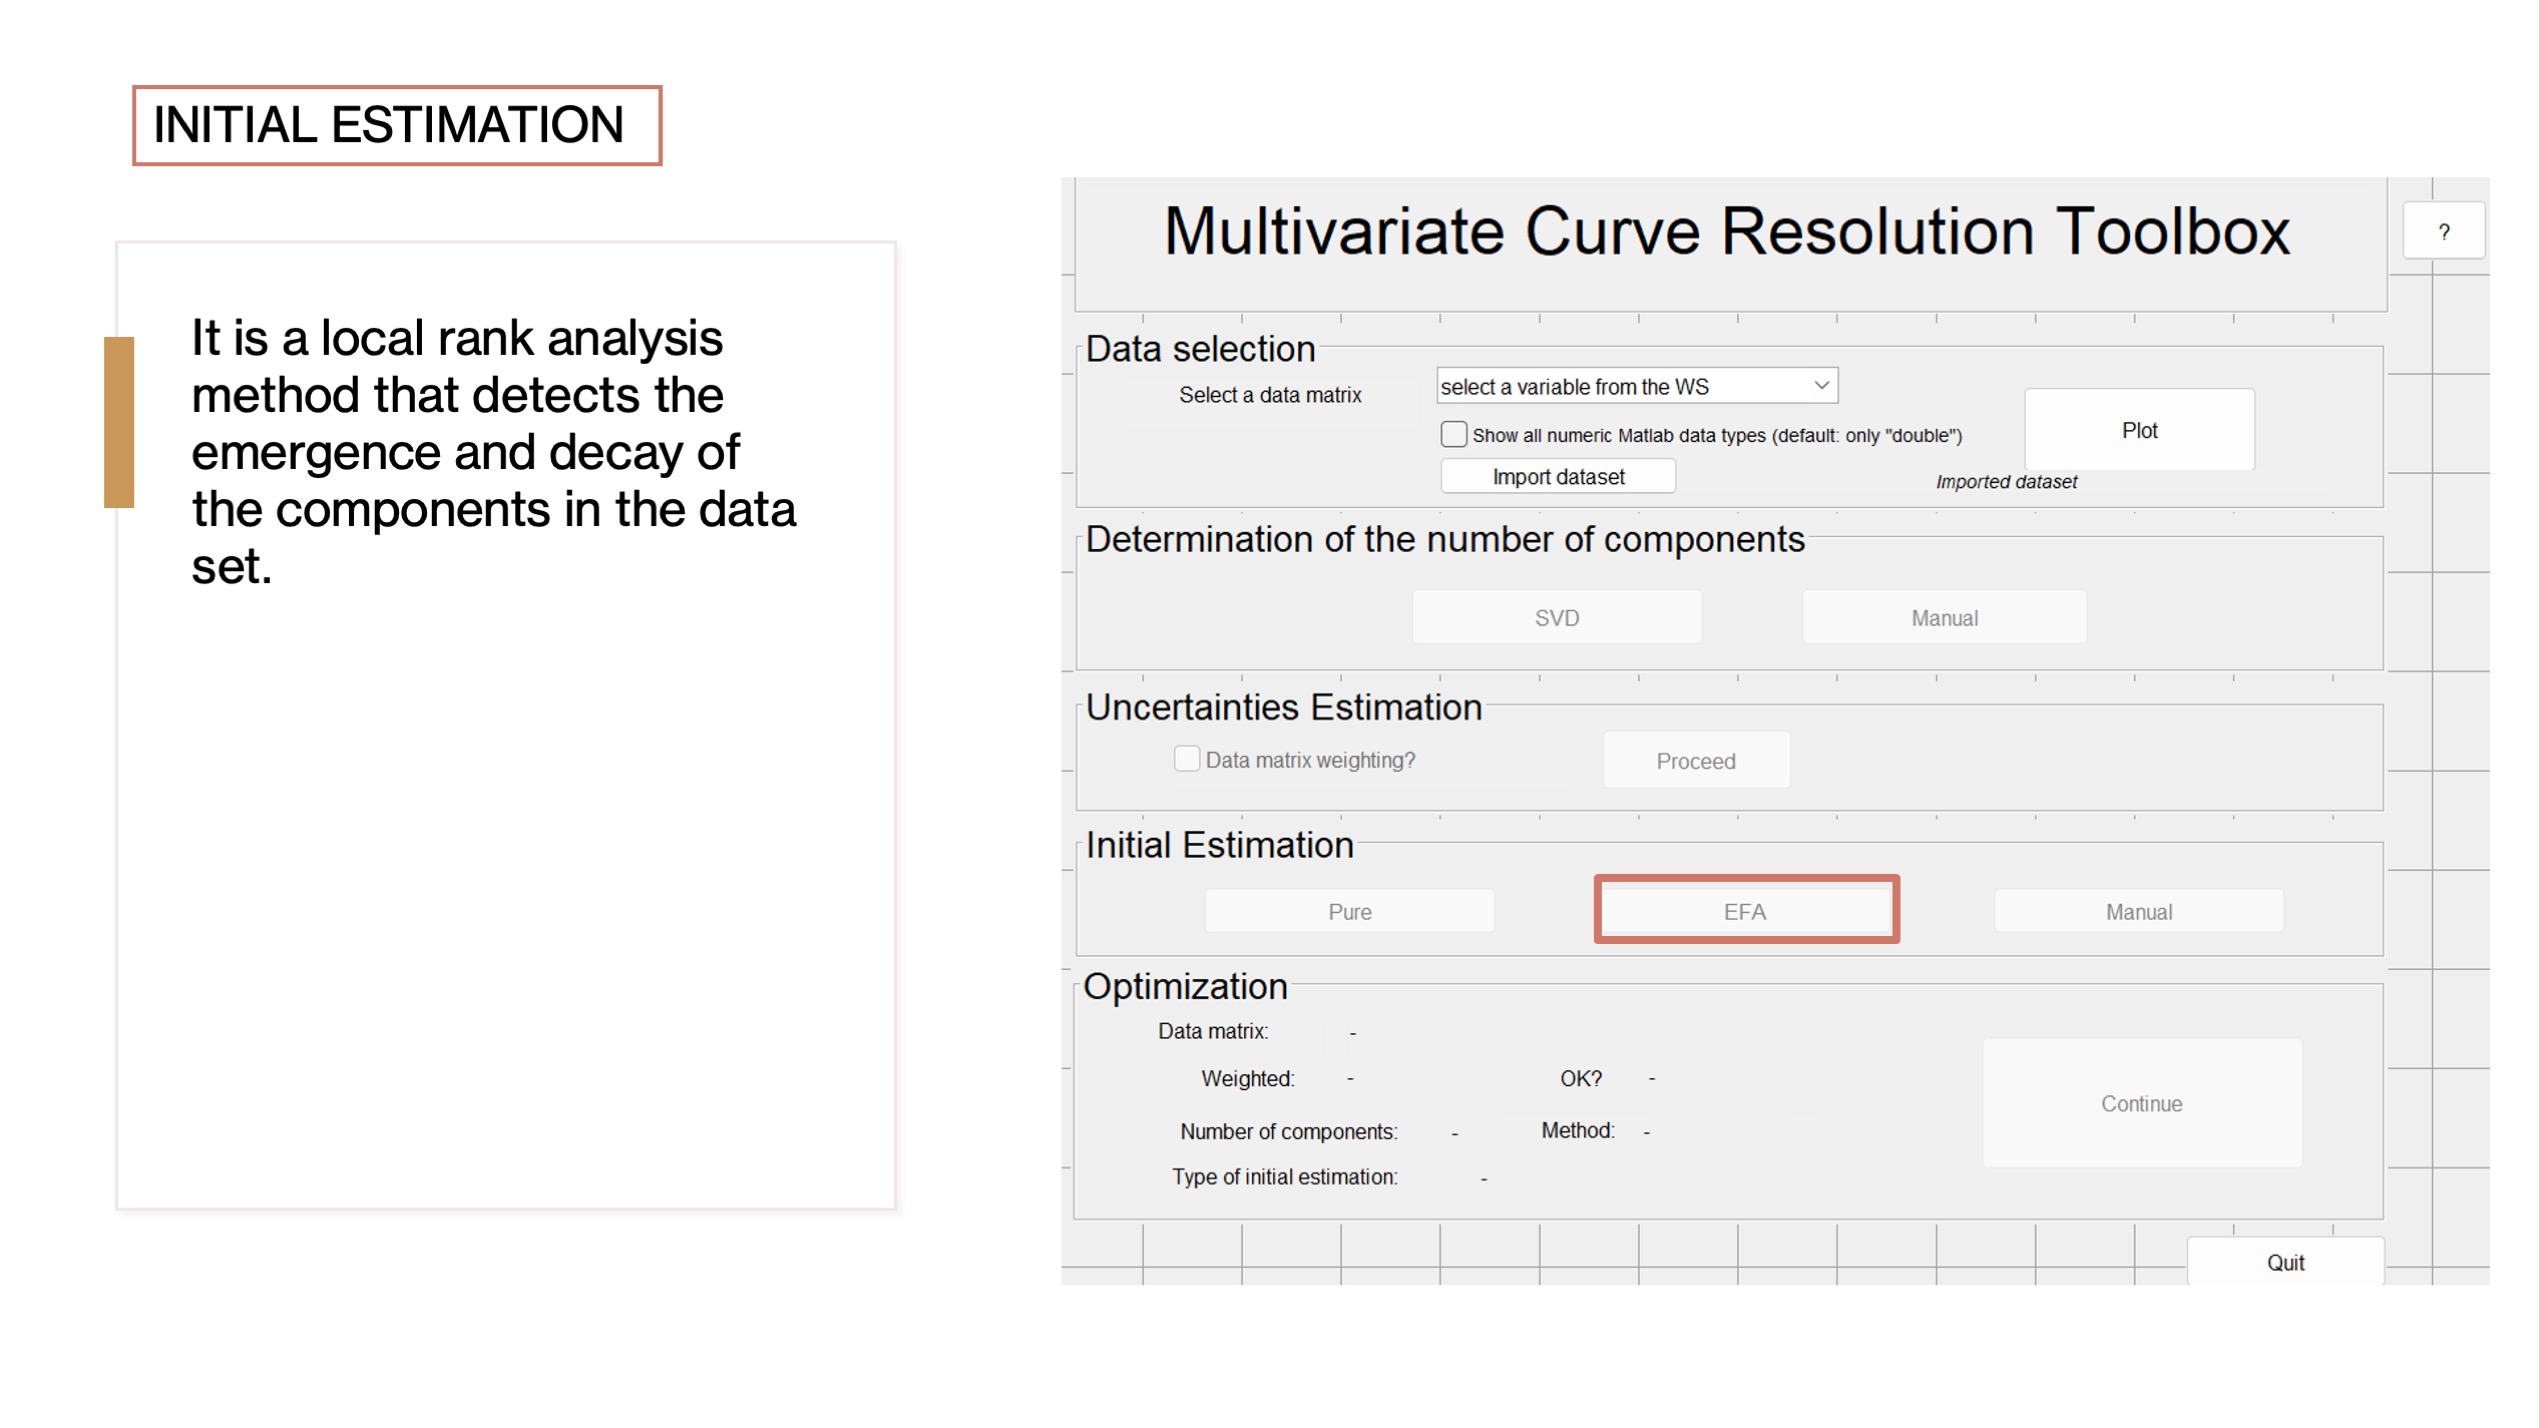 INITIAL ESTIMATION
It is a local rank analysis
method that detects the
emergence and decay of
the components in the data
set.
Multivariate Curve Resolution Toolbox
?
Data selection
Select a data matrix
select a variable from the WS
Show all numeric Matlab data types (default: only "double")
Plot
Import dataset
Imported dataset
Determination of the number of components
SVD
Manual
Uncertainties Estimation
Data matrix weighting?
Proceed
Initial Estimation
Pure
EFA
Manual
Optimization
Data matrix: -
Weighted: - OK? -
Number of components: - Method: -
Type of initial estimation: -
Continue
Quit